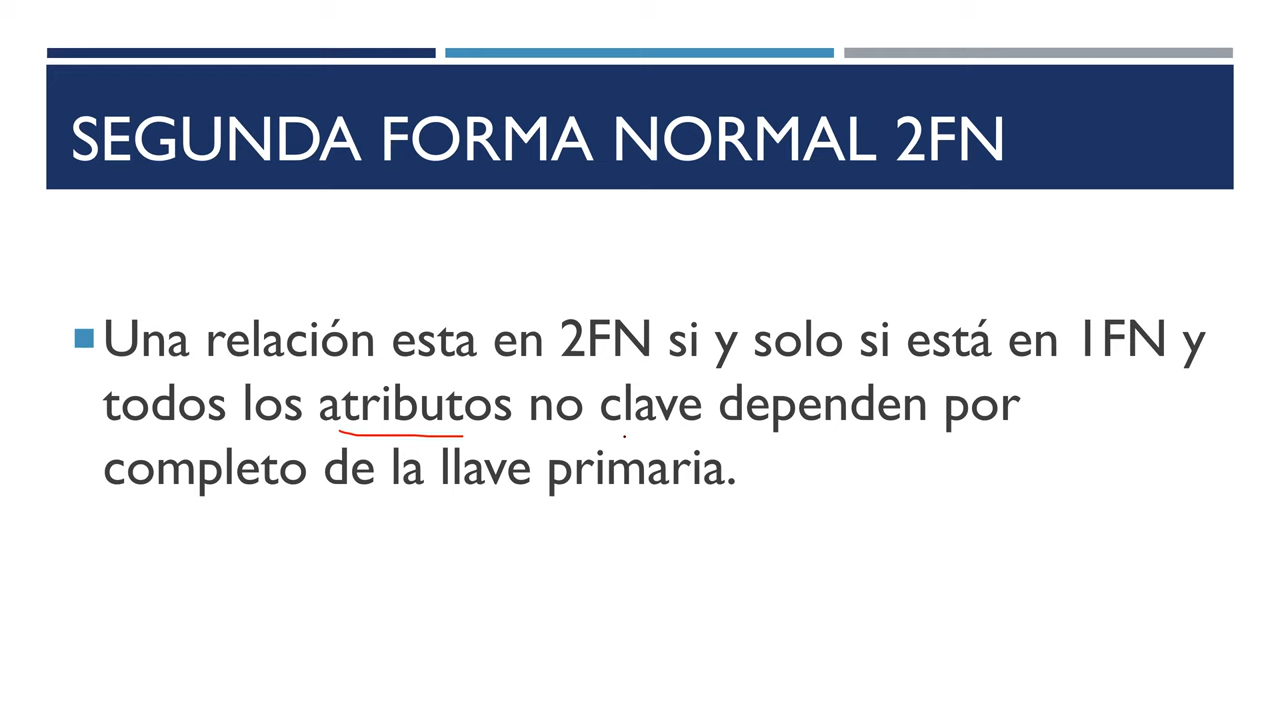 SEGUNDA FORMA NORMAL 2FN
Una relación esta en 2FN si y solo si está en 1FN y
todos los atributos no clave dependen por
completo de la llave primaria.